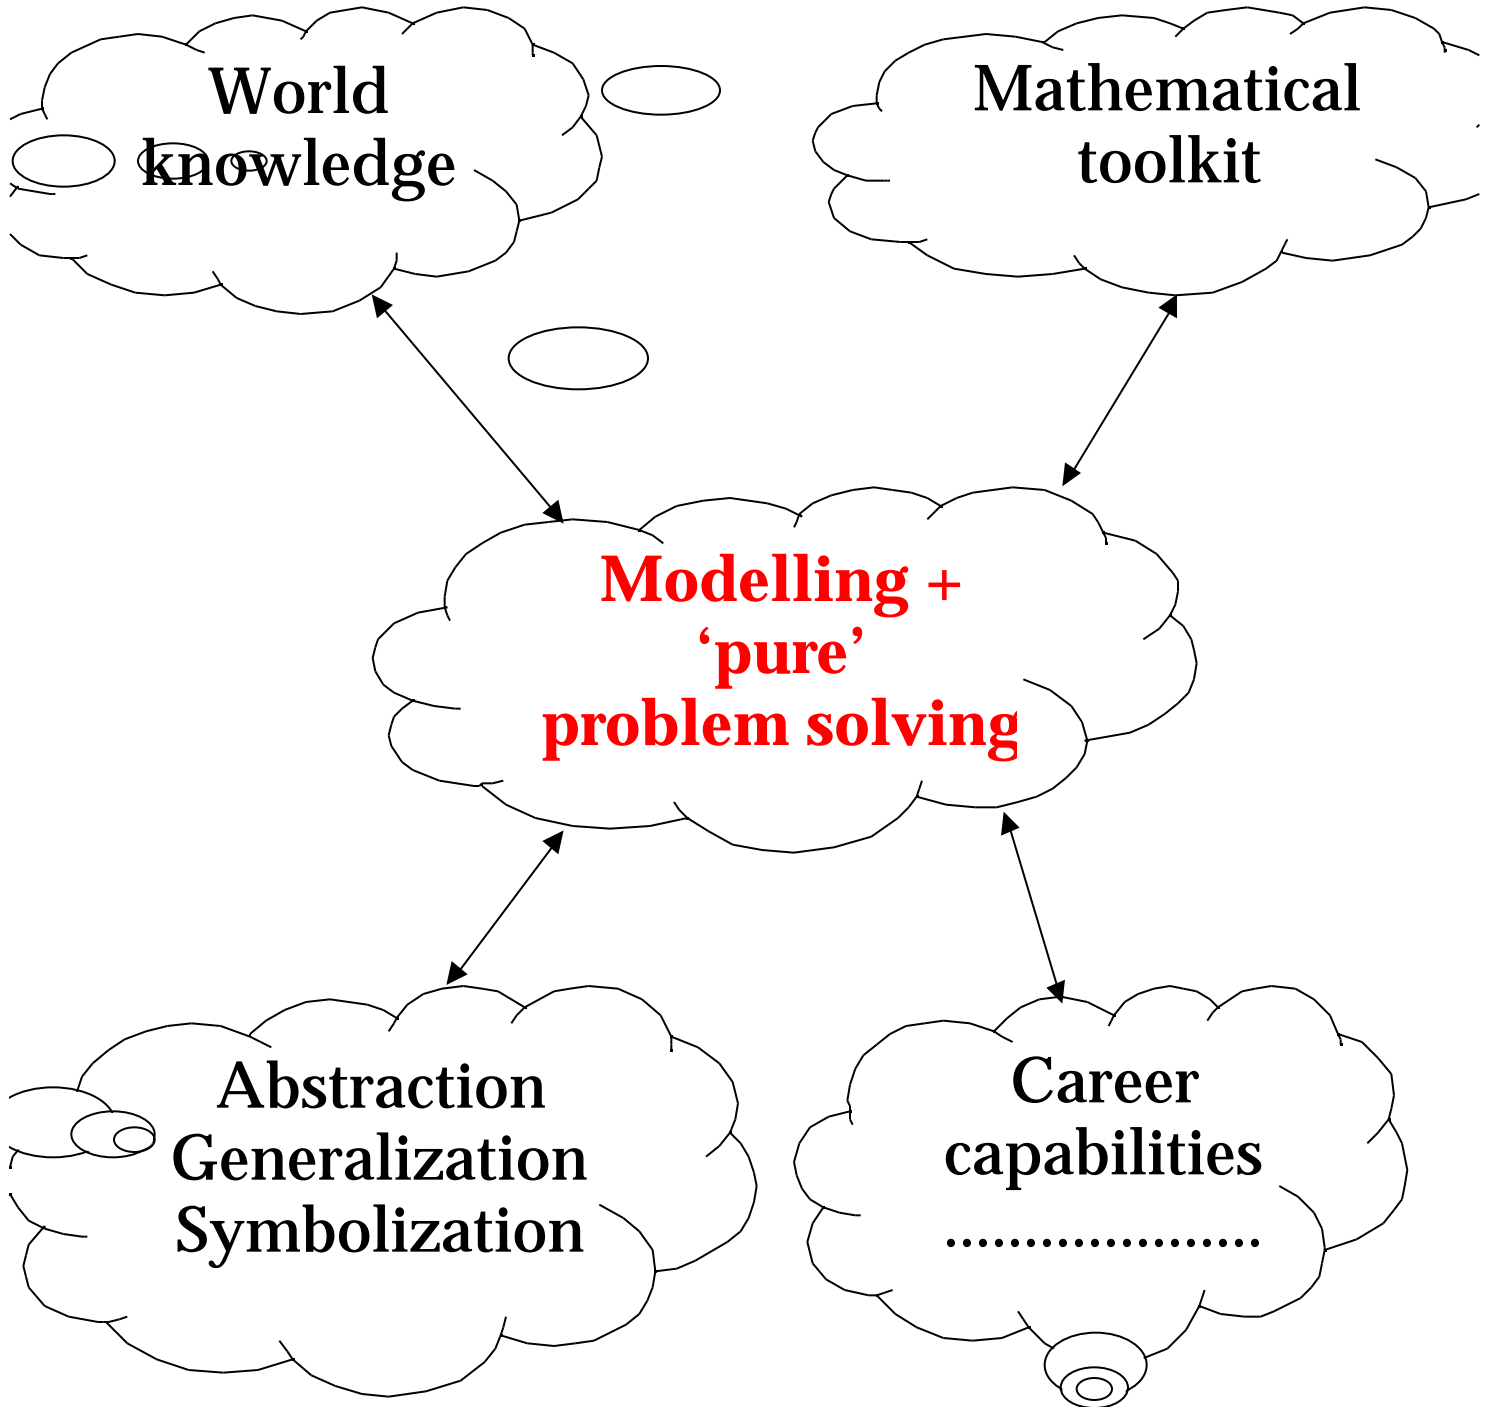 World
knowledge
Mathematical
toolkit
Modelling +
‘pure’
problem solving
Abstraction
Generalization
Symbolization
Career
capabilities
....................